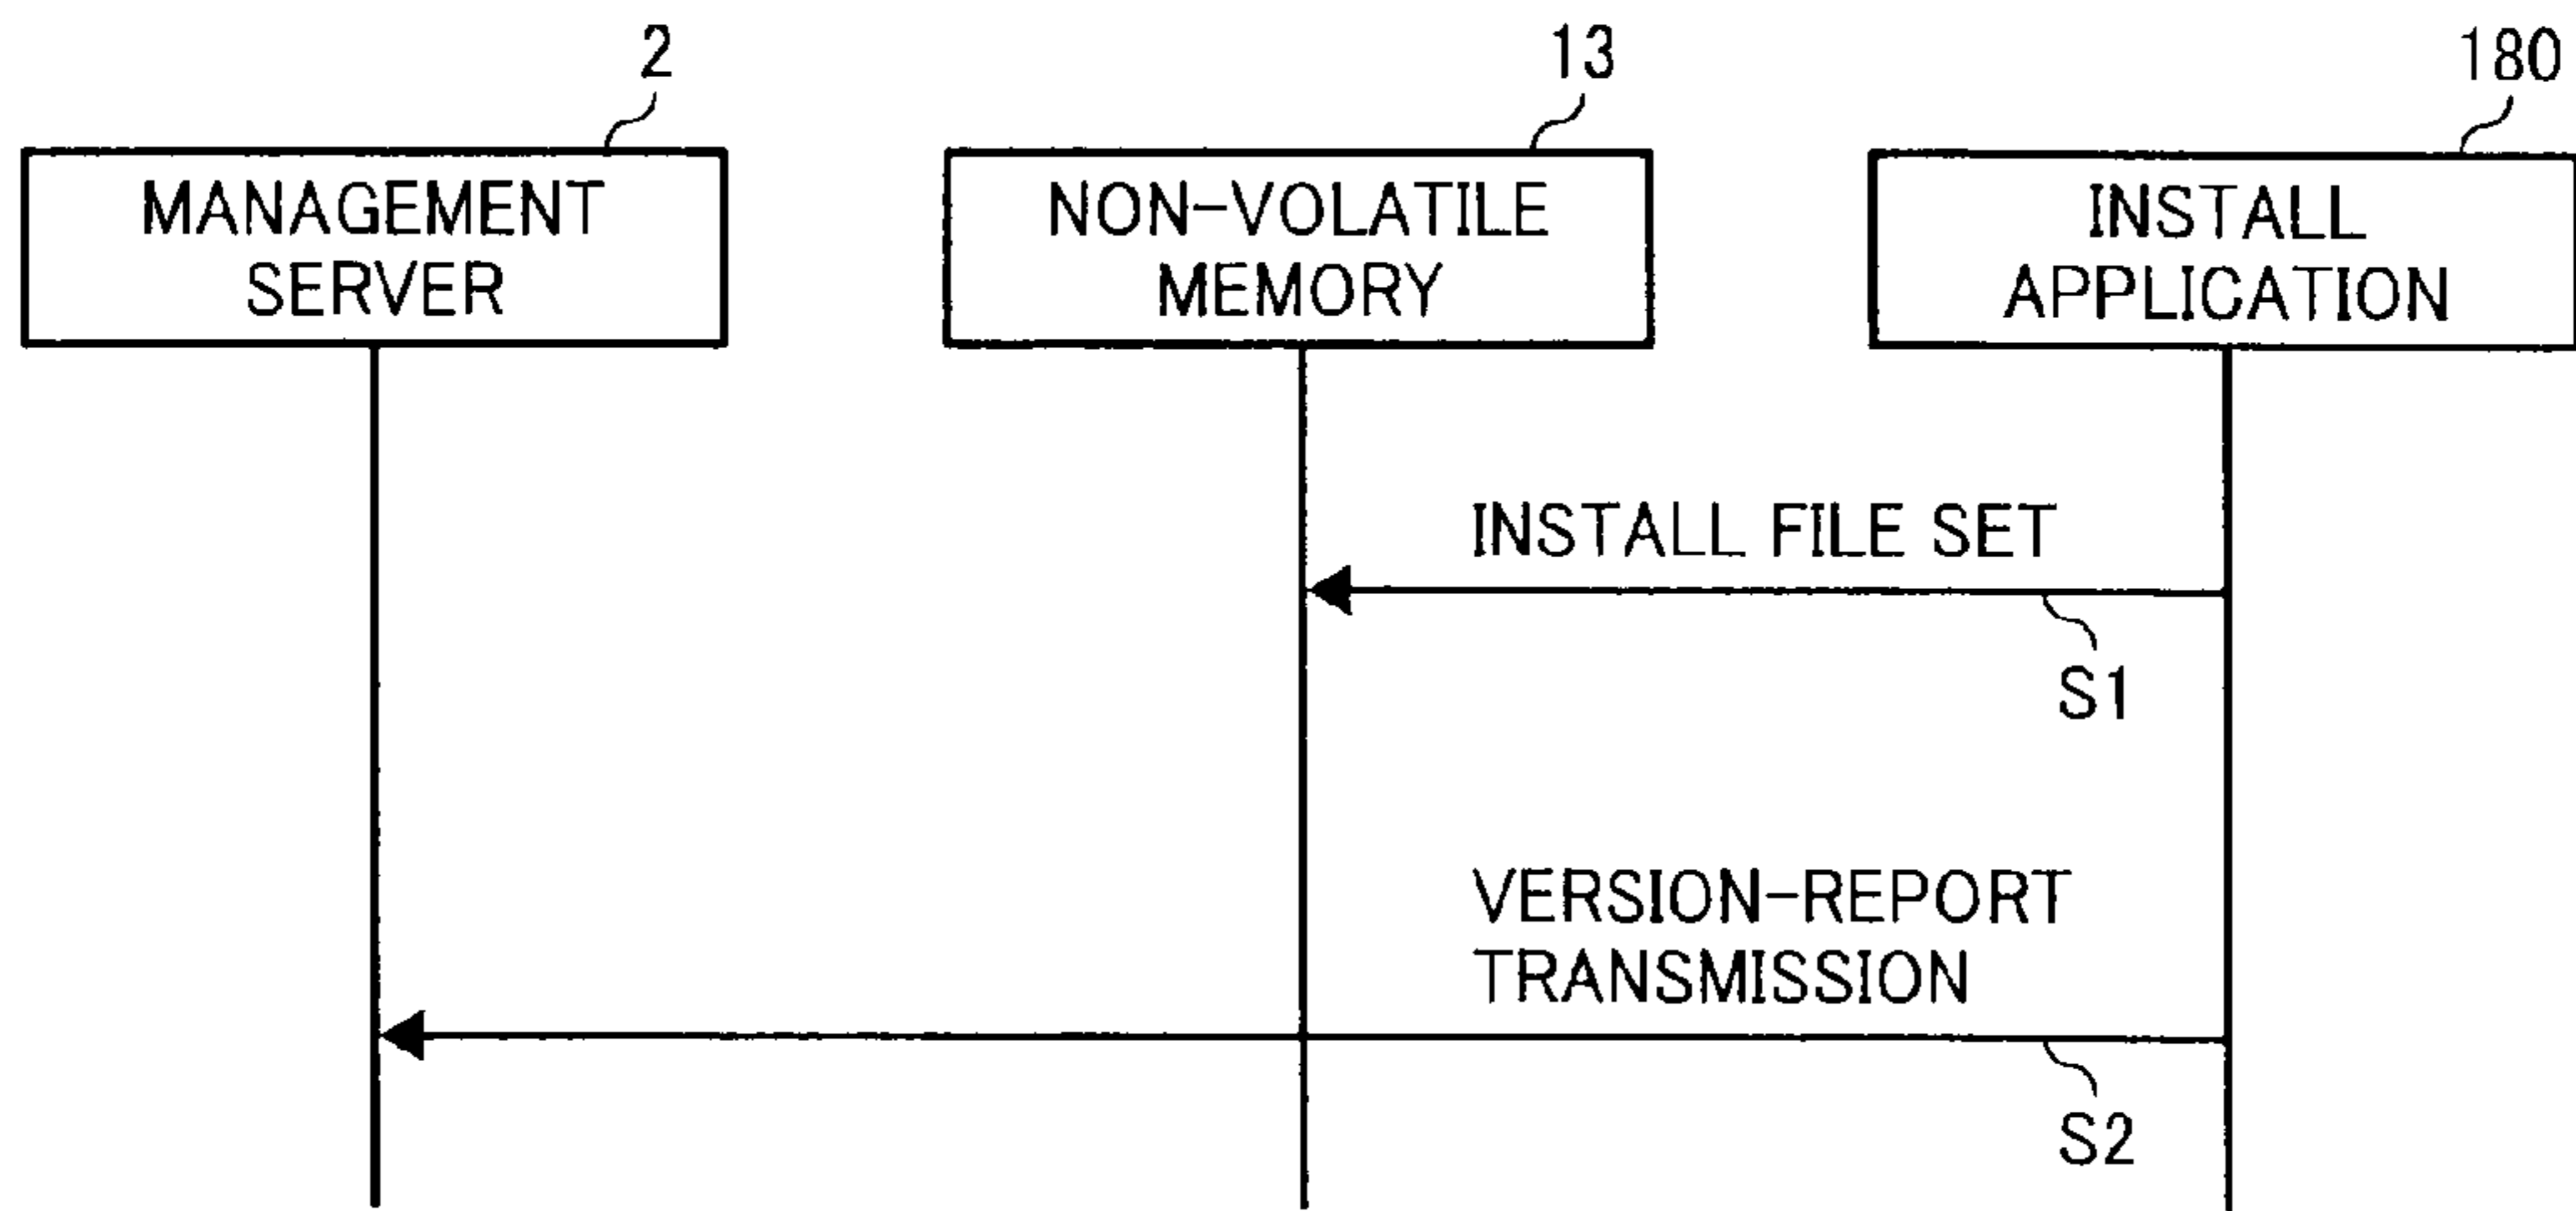 2
13
180
MANAGEMENT
SERVER
NON-VOLATILE
MEMORY
INSTALL
APPLICATION
INSTALL FILE SET
S1
VERSION-REPORT
TRANSMISSION
S2